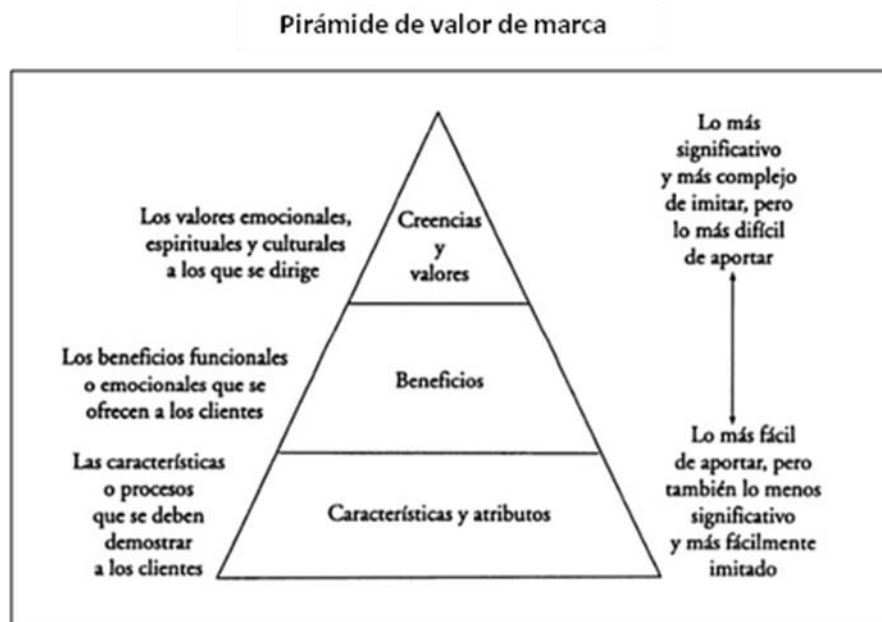 Pirámide de valor de marca
Los valores emocionales,
espirituales y culturales
a los que se dirige
Creencias
y
valores
Lo más
significativo
y más complejo
de imitar, pero
lo más difícil
de aportar
Los beneficios funcionales
o emocionales que se
ofrecen a los clientes
Beneficios
Las características
o procesos
que se deben
demostrar
a los clientes
Características y atributos
Lo más fácil
de aportar, pero
también lo menos
significativo
y más fácilmente
imitado